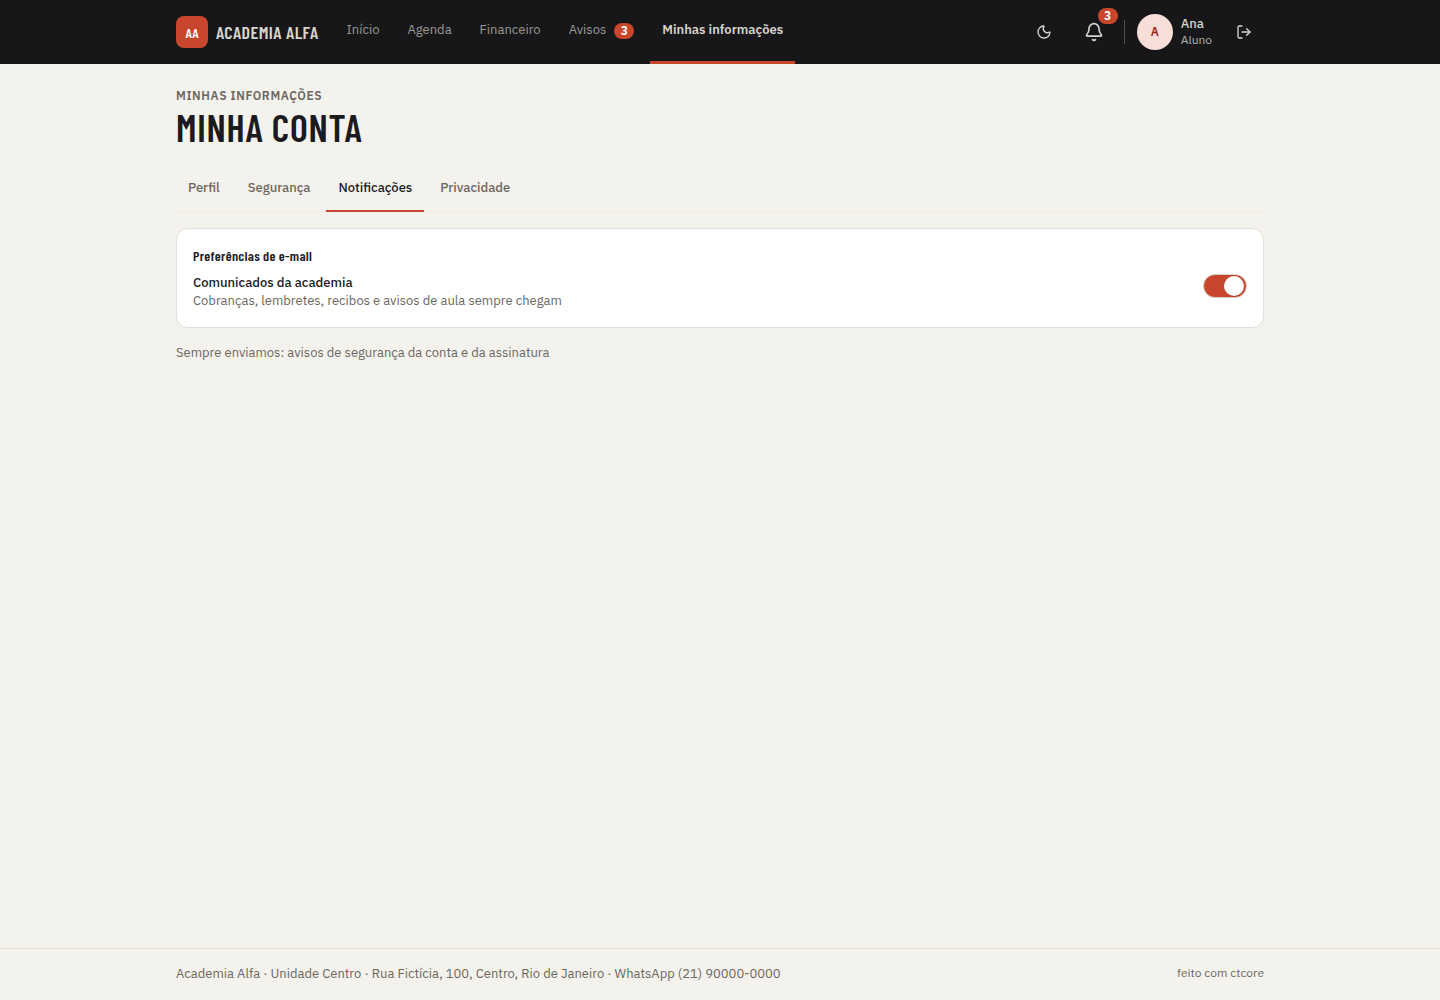 AA ACADEMIA ALFA Início Agenda Financeiro Avisos 3 Minhas informações 3 A Ana
Aluno
MINHAS INFORMAÇÕES
MINHA CONTA
Perfil Segurança Notificações Privacidade
Preferências de e-mail
Comunicados da academia
Cobranças, lembretes, recibos e avisos de aula sempre chegam
Sempre enviamos: avisos de segurança da conta e da assinatura
Academia Alfa · Unidade Centro · Rua Fictícia, 100, Centro, Rio de Janeiro · WhatsApp (21) 90000-0000 feito com ctcore